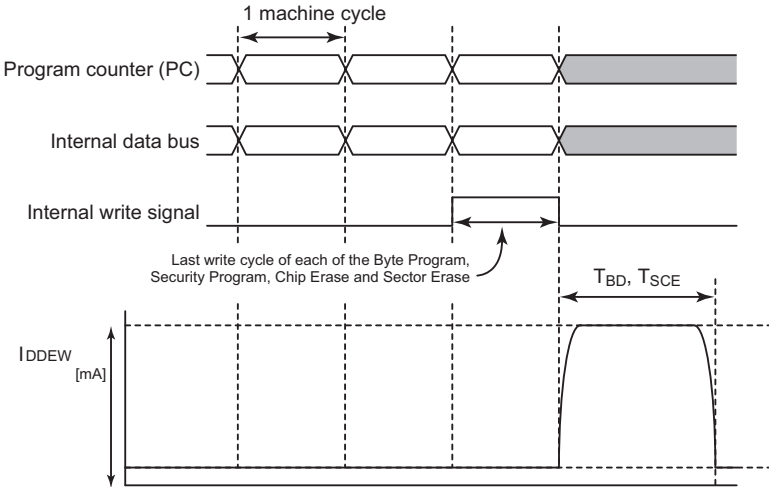 1 machine cycle
Program counter (PC)
Internal data bus
Internal write signal
Last write cycle of each of the Byte Program,
Security Program, Chip Erase and Sector Erase
TBD, TSCE
IDDEW
[mA]